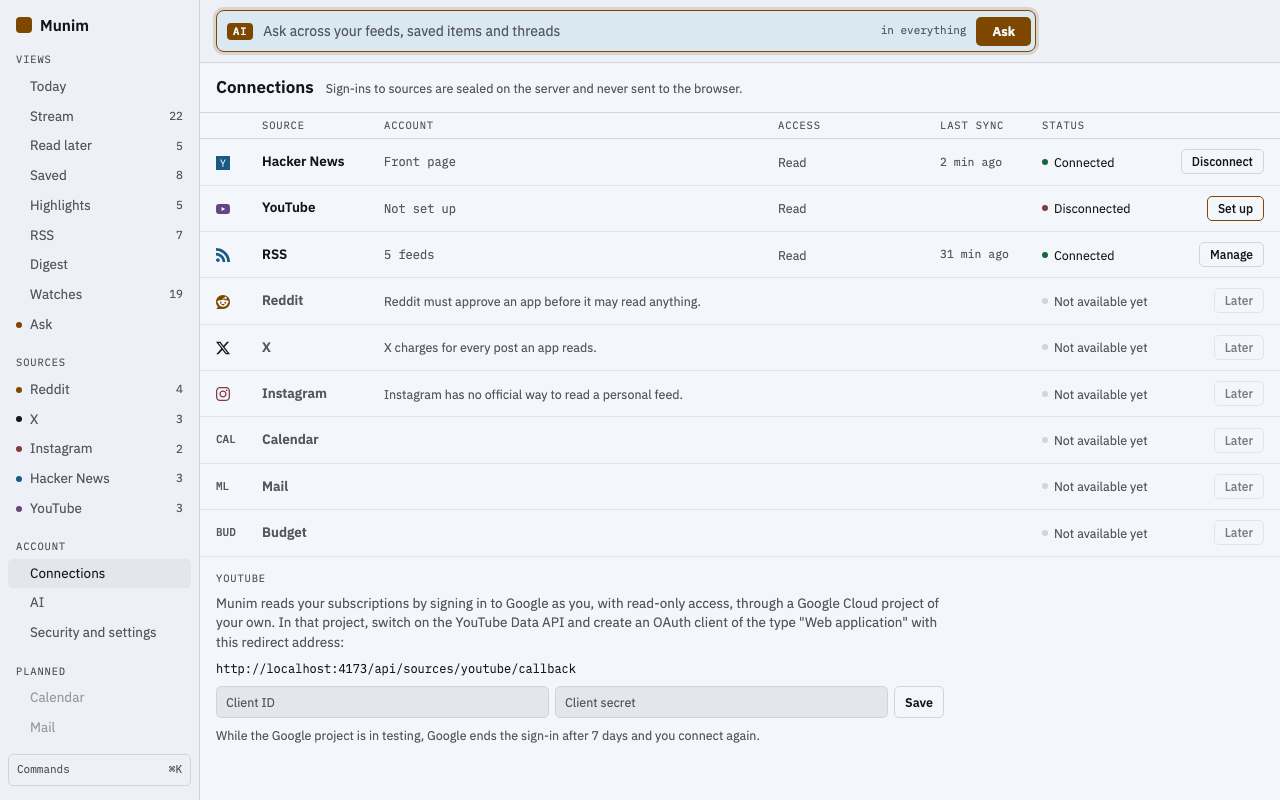 Munim
VIEWS
Today
Stream 22
Read later 5
Saved 8
Highlights 5
RSS 7
Digest
Watches 19
Ask
SOURCES
Reddit 4
X 3
Instagram 2
Hacker News 3
YouTube 3
ACCOUNT
Connections
AI
Security and settings
PLANNED
Calendar
Mail
Commands ⌘K
AI Ask across your feeds, saved items and threads in everything Ask
Connections Sign-ins to sources are sealed on the server and never sent to the browser.
SOURCE ACCOUNT ACCESS LAST SYNC STATUS
Y Hacker News Front page Read 2 min ago Connected Disconnect
YouTube Not set up Read Disconnected Set up
RSS 5 feeds Read 31 min ago Connected Manage
Reddit Reddit must approve an app before it may read anything. Not available yet Later
X X charges for every post an app reads. Not available yet Later
Instagram Instagram has no official way to read a personal feed. Not available yet Later
CAL Calendar Not available yet Later
ML Mail Not available yet Later
BUD Budget Not available yet Later
YOUTUBE
Munim reads your subscriptions by signing in to Google as you, with read-only access, through a Google Cloud project of
your own. In that project, switch on the YouTube Data API and create an OAuth client of the type "Web application" with
this redirect address:
http://localhost:4173/api/sources/youtube/callback
Client ID Client secret Save
While the Google project is in testing, Google ends the sign-in after 7 days and you connect again.